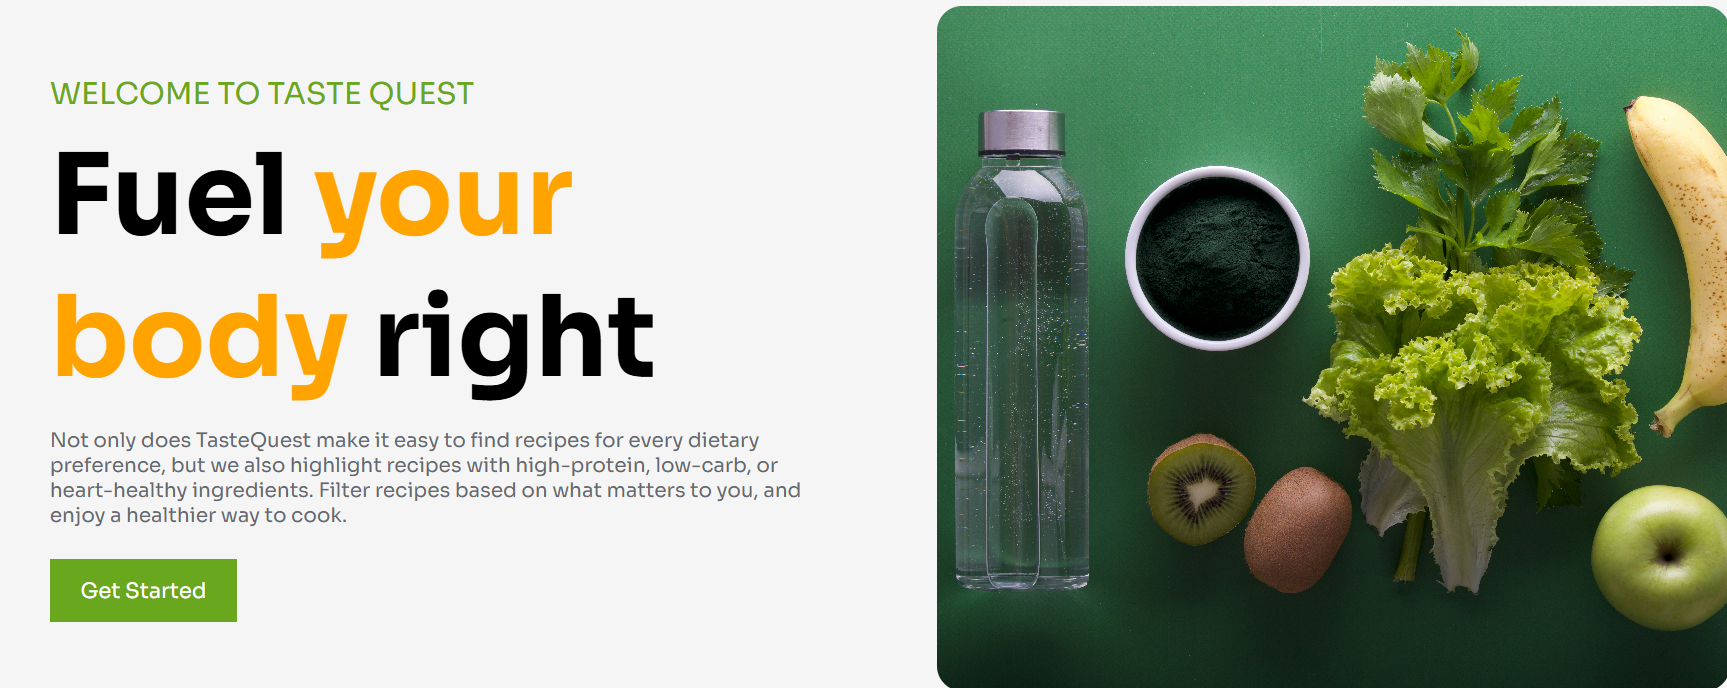 WELCOME TO TASTE QUEST
Fuel your
body right
Not only does TasteQuest make it easy to find recipes for every dietary
preference, but we also highlight recipes with high-protein, low-carb, or
heart-healthy ingredients. Filter recipes based on what matters to you, and
enjoy a healthier way to cook.
Get Started